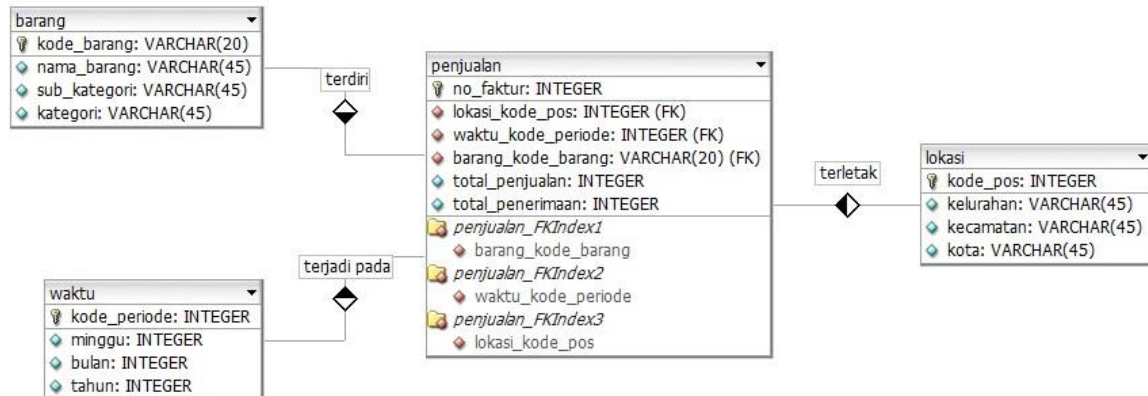 barang
kode_barang: VARCHAR(20)
nama_barang: VARCHAR(45)
sub_kategori: VARCHAR(45)
kategori: VARCHAR(45)
terdiri
penjualan
no_faktur: INTEGER
lokasi_kode_pos: INTEGER (FK)
waktu_kode_periode: INTEGER (FK)
barang_kode_barang: VARCHAR(20) (FK)
total_penjualan: INTEGER
total_penerimaan: INTEGER
penjualan_FKIndex1
barang_kode_barang
penjualan_FKIndex2
waktu_kode_periode
penjualan_FKIndex3
lokasi_kode_pos
terletak
lokasi
kode_pos: INTEGER
kelurahan: VARCHAR(45)
kecamatan: VARCHAR(45)
kota: VARCHAR(45)
terjadi pada
waktu
kode_periode: INTEGER
minggu: INTEGER
bulan: INTEGER
tahun: INTEGER